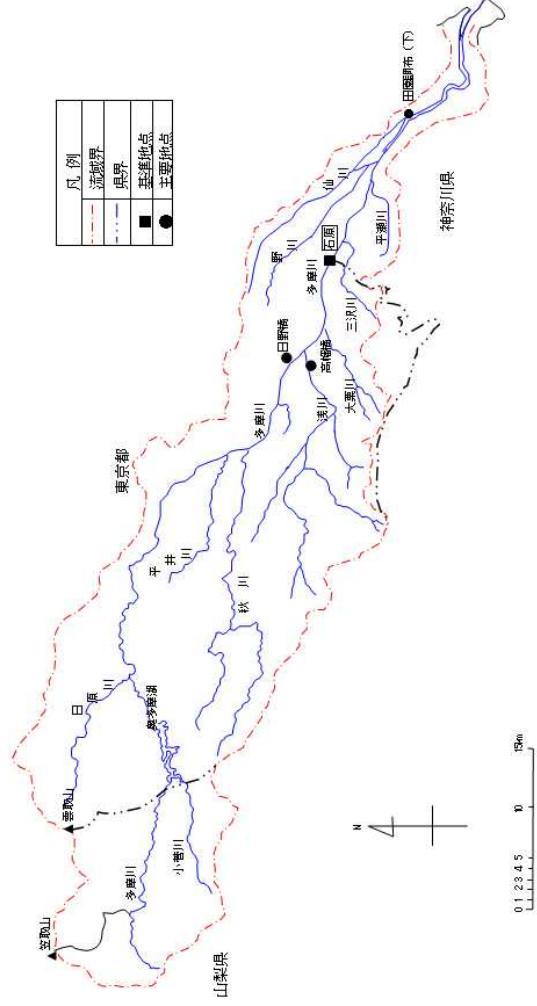 凡例
流域界
県界
基準地点
主要地点
田園調布(下)
仙川
野川
石原
平瀬川
神奈川県
多摩川
三沢川
日野橋
高幡橋
大栗川
浅川
多摩川
東京都
平井川
秋川
日原川
奥多摩湖
雲取山
小菅川
多摩川
笠取山
山梨県
N
0 1 2 3 4 5 10 15Km